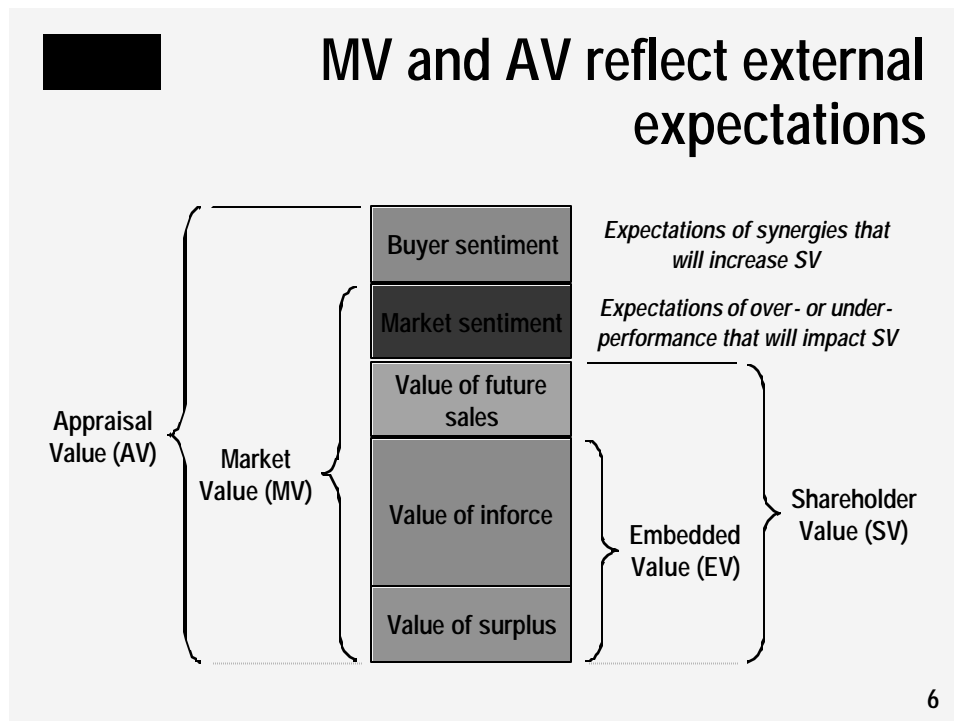 MV and AV reflect external
expectations
Buyer sentiment
Expectations of synergies that
will increase SV
Market sentiment
Expectations of over- or under-
performance that will impact SV
Value of future
sales
Appraisal
Value (AV)
Market
Value (MV)
Value of inforce
Embedded
Value (EV)
Shareholder
Value (SV)
Value of surplus
6